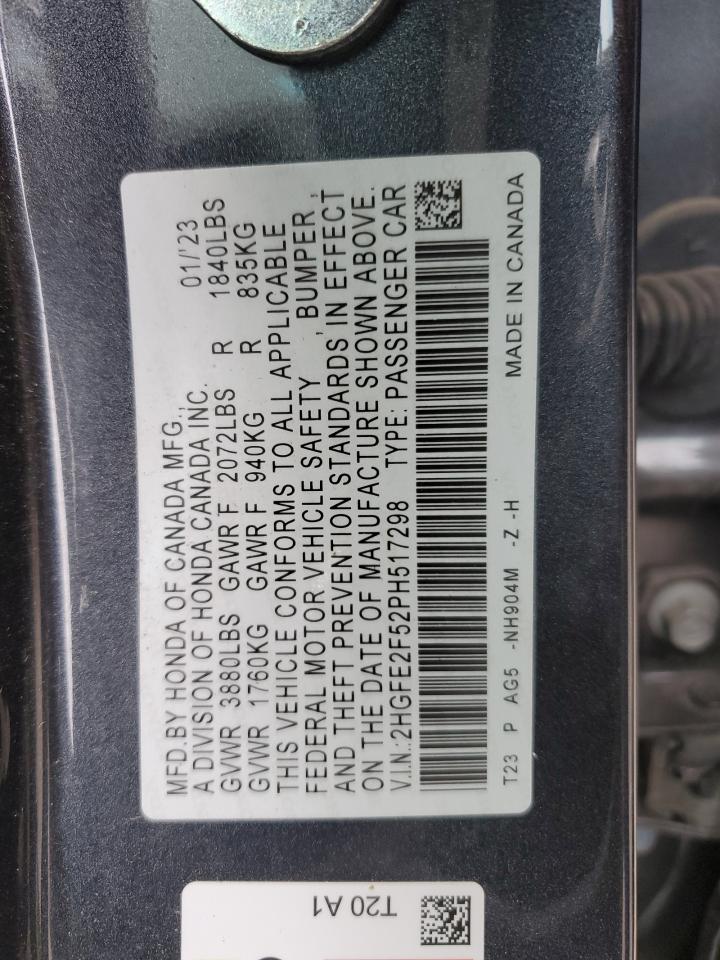 MFD.BY HONDA OF CANADA MFG., 01/'23
A DIVISION OF HONDA CANADA INC.
GVWR 3880LBS GAWR F 2072LBS R 1840LBS
GVWR 1760KG GAWR F 940KG R 835KG
THIS VEHICLE CONFORMS TO ALL APPLICABLE
FEDERAL MOTOR VEHICLE SAFETY , BUMPER ,
AND THEFT PREVENTION STANDARDS IN EFFECT
ON THE DATE OF MANUFACTURE SHOWN ABOVE.
V.I.N.:2HGFE2F52PH517298 TYPE: PASSENGER CAR
MADE IN CANADA
T23 P AG5 -NH904M -Z -H
T20 A1